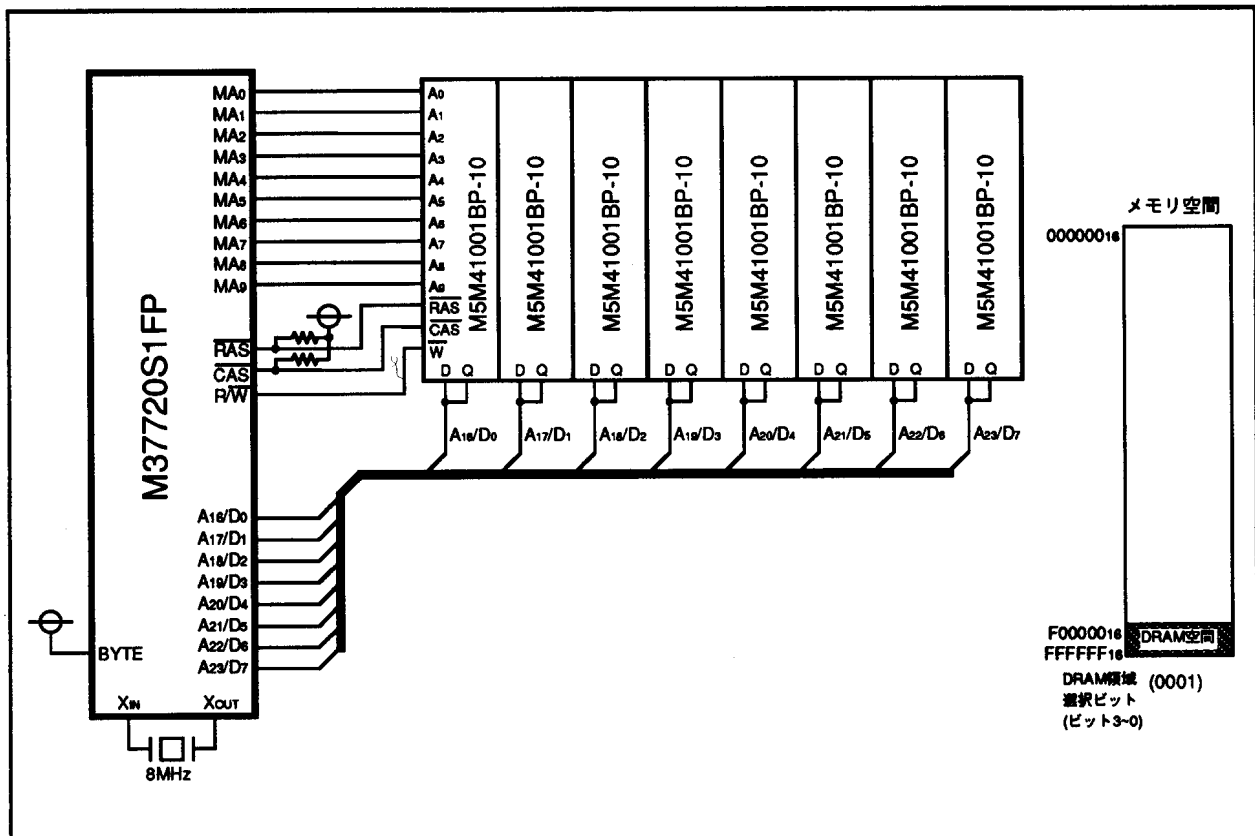 M37720S1FP
MA0
MA1
MA2
MA3
MA4
MA5
MA6
MA7
MA8
MA9
RAS
CAS
R/W
A16/D0
A17/D1
A18/D2
A19/D3
A20/D4
A21/D5
A22/D6
A23/D7
BYTE
XIN
XOUT
8MHz
A0
A1
A2
A3
A4
A5
A6
A7
A8
A9
RAS
CAS
W
M5M41001BP-10
M5M41001BP-10
M5M41001BP-10
M5M41001BP-10
M5M41001BP-10
M5M41001BP-10
M5M41001BP-10
M5M41001BP-10
D Q
D Q
D Q
D Q
D Q
D Q
D Q
D Q
A16/D0
A17/D1
A18/D2
A19/D3
A20/D4
A21/D5
A22/D6
A23/D7
メモリ空間
00000016
F0000016
DRAM空間
FFFFFF16
DRAM領域
選択ビット
(ビット3~0)
(0001)